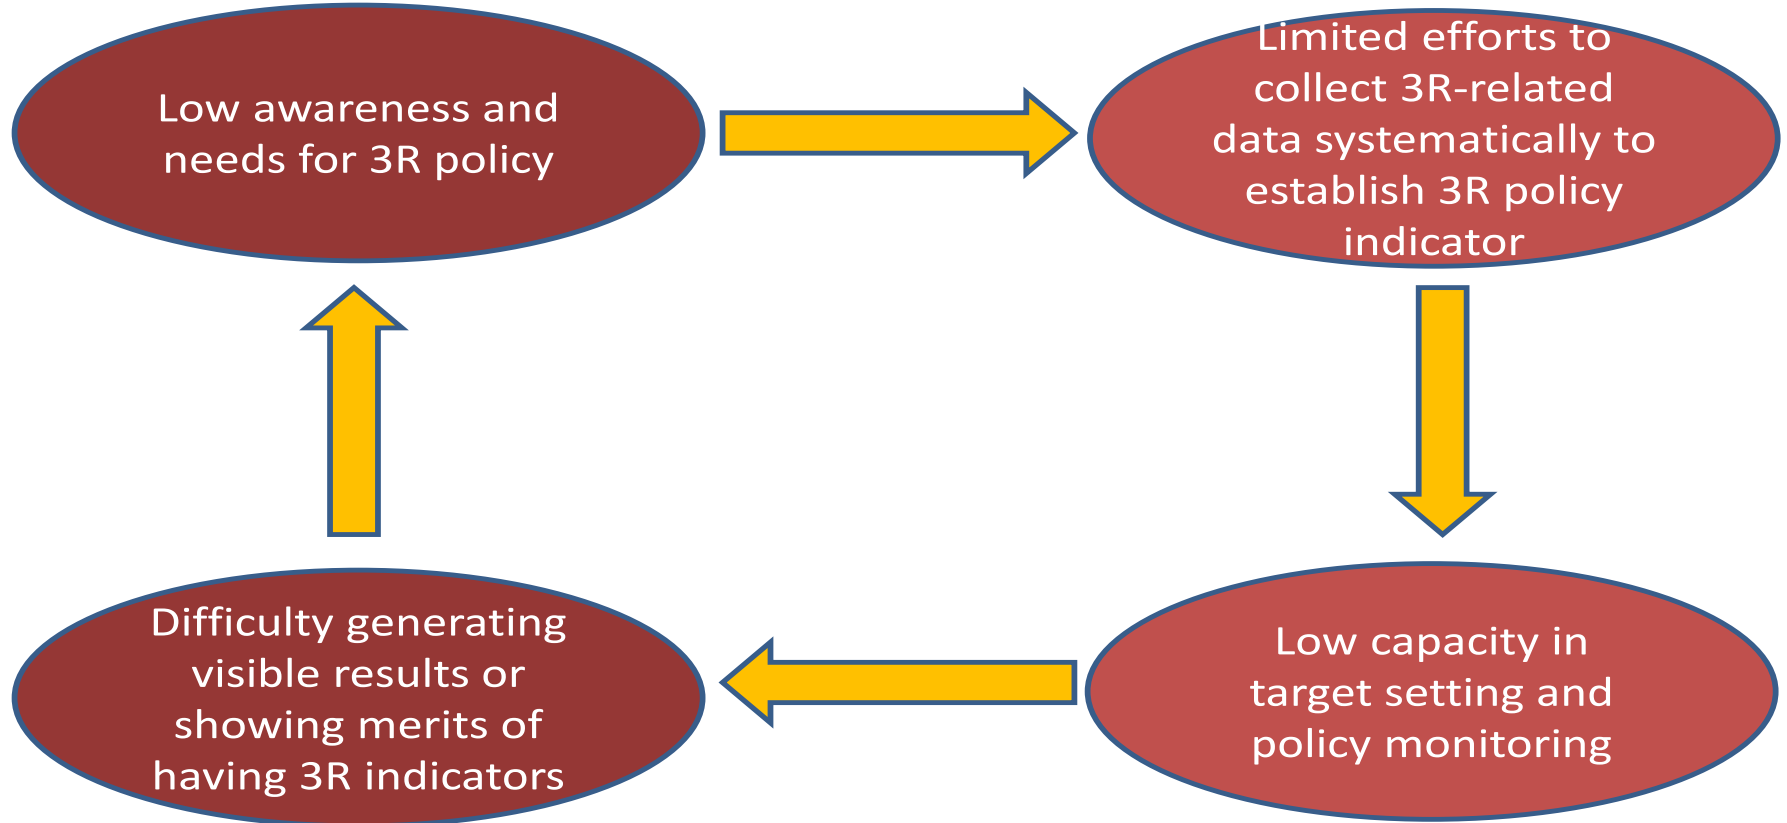 Low awareness and
needs for 3R policy
Limited efforts to
collect 3R-related
data systematically to
establish 3R policy
indicator
Difficulty generating
visible results or
showing merits of
having 3R indicators
Low capacity in
target setting and
policy monitoring